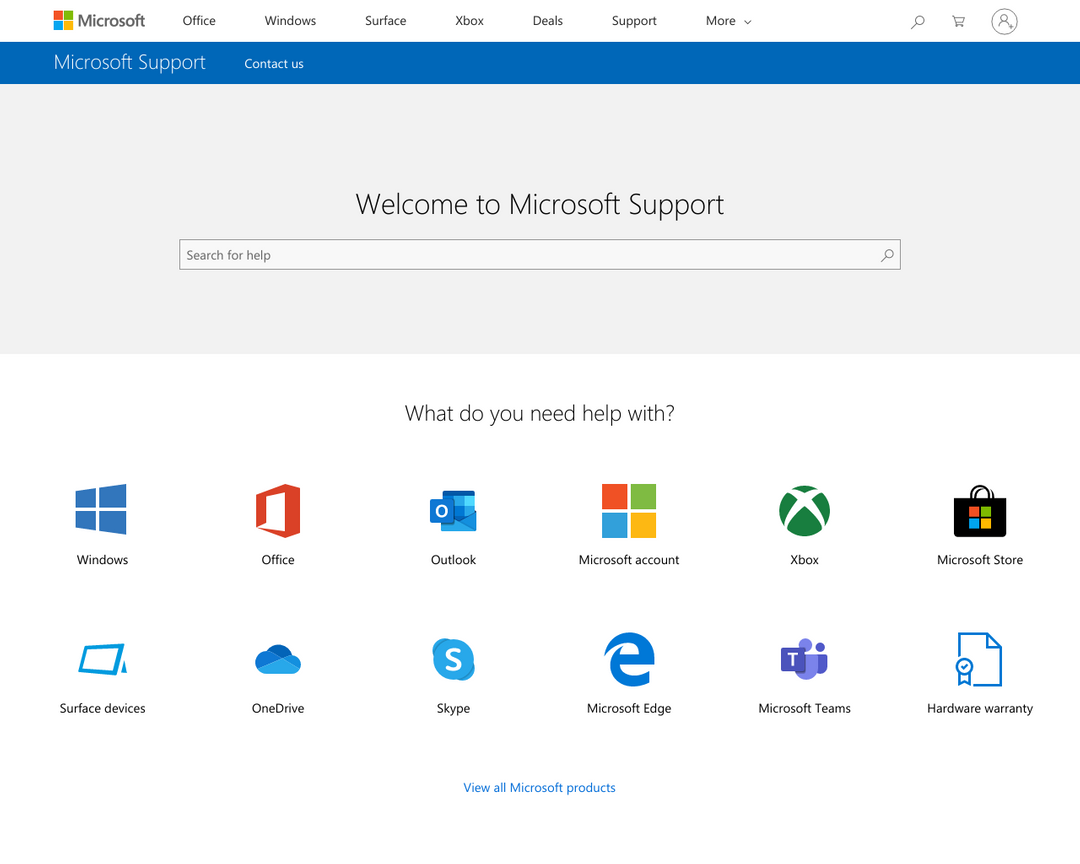 Microsoft Office Windows Surface Xbox Deals Support More
Microsoft Support Contact us
Welcome to Microsoft Support
Search for help
What do you need help with?
Windows Office Outlook Microsoft account Xbox Microsoft Store
Surface devices OneDrive Skype Microsoft Edge Microsoft Teams Hardware warranty
View all Microsoft products